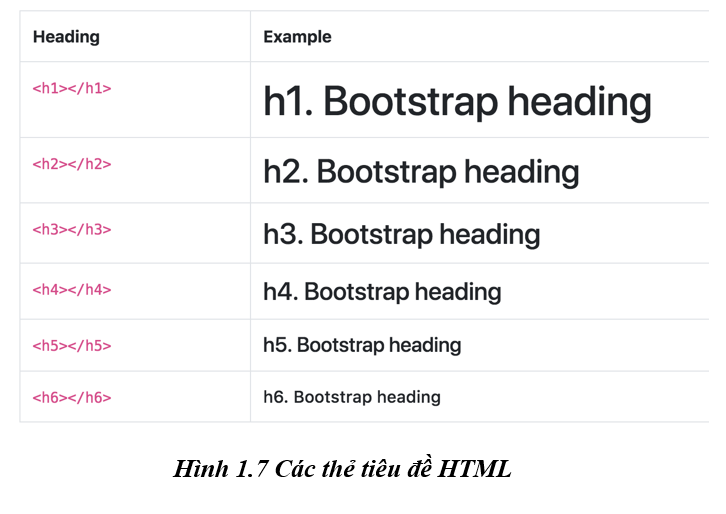 Heading Example
<h1></h1> h1. Bootstrap heading
<h2></h2> h2. Bootstrap heading
<h3></h3> h3. Bootstrap heading
<h4></h4> h4. Bootstrap heading
<h5></h5> h5. Bootstrap heading
<h6></h6> h6. Bootstrap heading
Hình 1.7 Các thẻ tiêu đề HTML